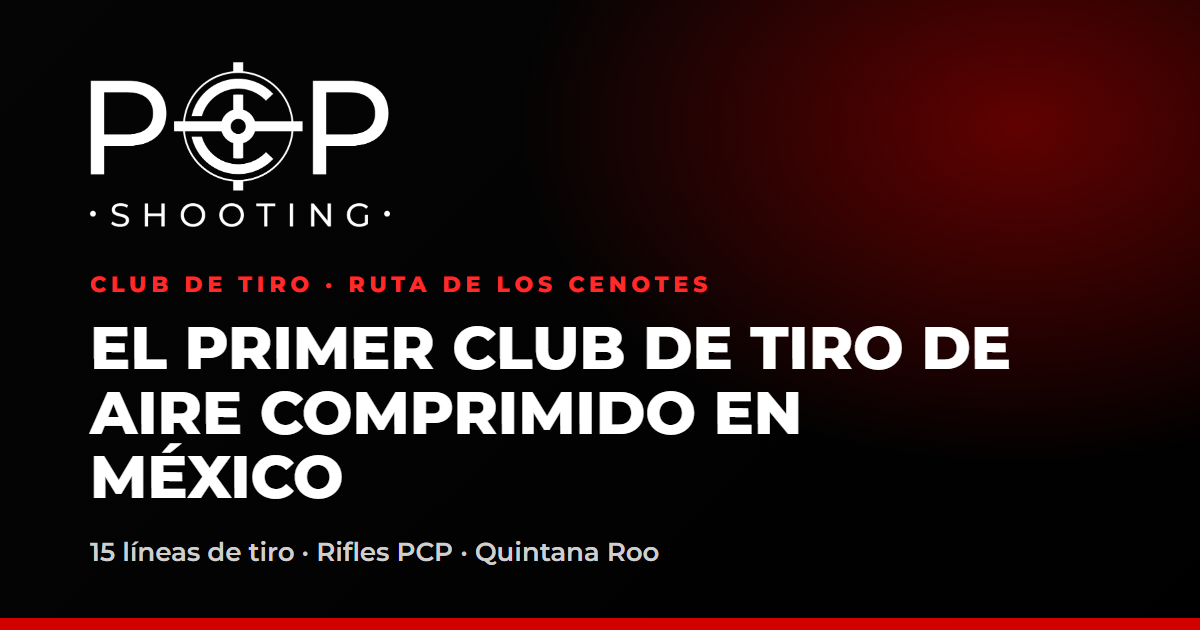 PCP
· SHOOTING ·
CLUB DE TIRO · RUTA DE LOS CENOTES
EL PRIMER CLUB DE TIRO DE
AIRE COMPRIMIDO EN
MÉXICO
15 líneas de tiro · Rifles PCP · Quintana Roo